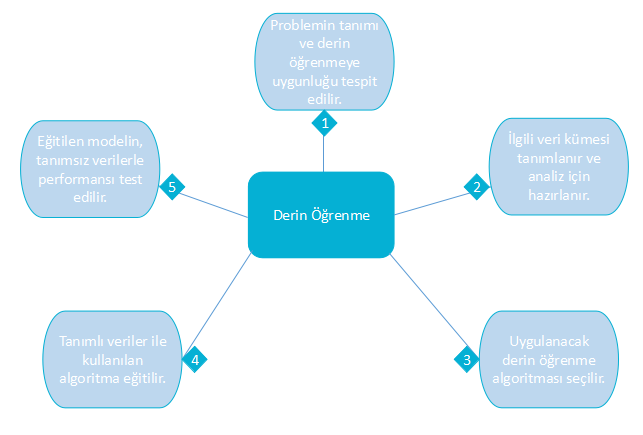 Problemin tanımı
ve derin
öğrenmeye
uygunluğu tespit
edilir.
1
İlgili veri kümesi
tanımlanır ve
analiz için
hazırlanır.
2
Derin Öğrenme
Uygulanacak
derin öğrenme
algoritması seçilir.
3
Tanımlı veriler ile
kullanılan
algoritma eğitilir.
4
Eğitilen modelin,
tanımsız verilerle
performansı test
edilir.
5